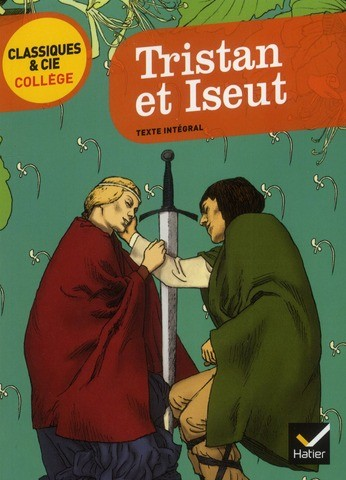 CLASSIQUES
& CIE
COLLÈGE
Tristan
et Iseut
TEXTE INTÉGRAL
Hatier